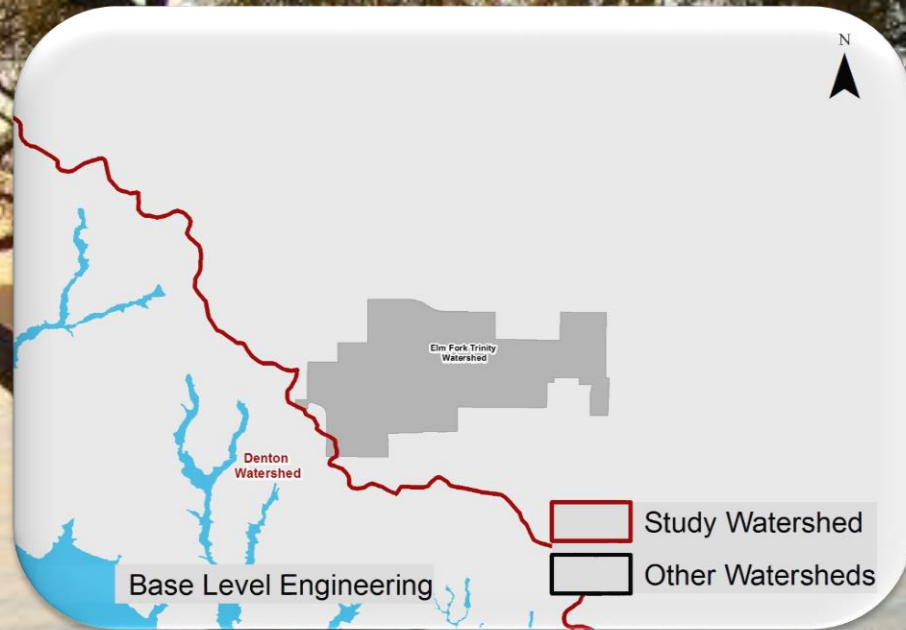 N
Elm Fork Trinity
Watershed
Denton
Watershed
Study Watershed
Other Watersheds
Base Level Engineering